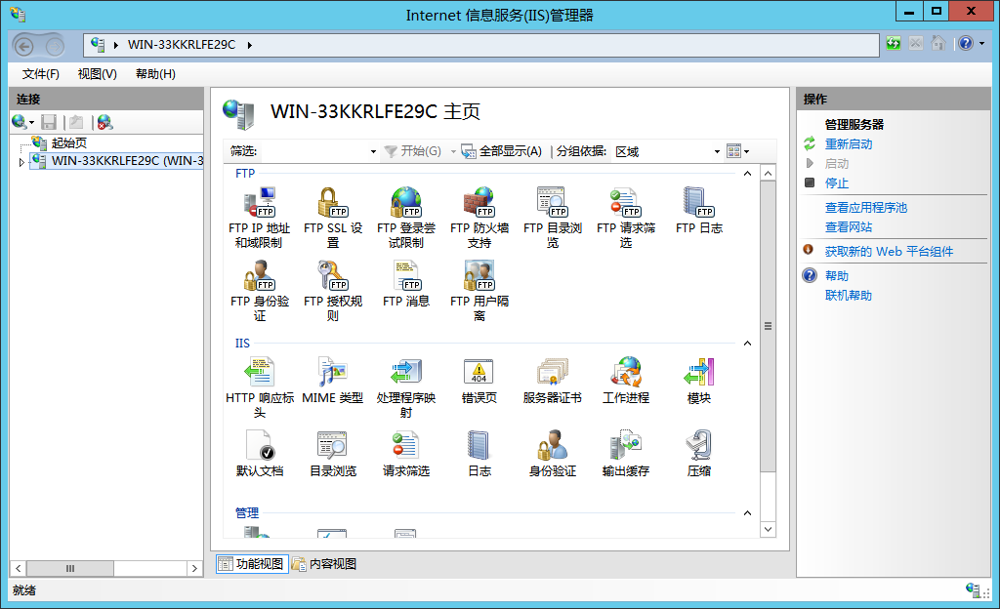 Internet 信息服务(IIS)管理器
WIN-33KKRLFE29C
文件(F) 视图(V) 帮助(H)
连接
起始页
WIN-33KKRLFE29C (WIN-3
WIN-33KKRLFE29C 主页
筛选: 开始(G) 全部显示(A) 分组依据: 区域
FTP
FTP IP 地址和域限制
FTP SSL 设置
FTP 登录尝试限制
FTP 防火墙支持
FTP 目录浏览
FTP 请求筛选
FTP 日志
FTP 身份验证
FTP 授权规则
FTP 消息
FTP 用户隔离
IIS
HTTP 响应标头
MIME 类型
处理程序映射
错误页
服务器证书
工作进程
模块
默认文档
目录浏览
请求筛选
日志
身份验证
输出缓存
压缩
管理
功能视图 内容视图
操作
管理服务器
重新启动
启动
停止
查看应用程序池
查看网站
获取新的 Web 平台组件
帮助
联机帮助
就绪